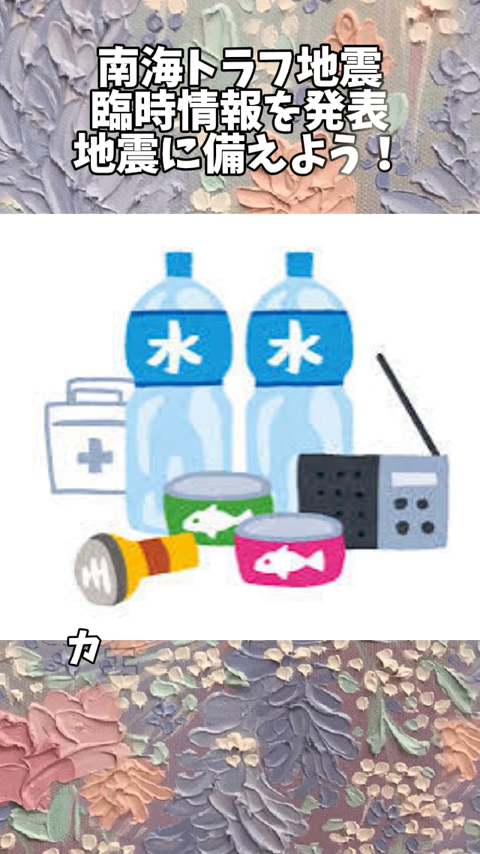 南海トラフ地震
臨時情報を発表
地震に備えよう！
水
水
カ